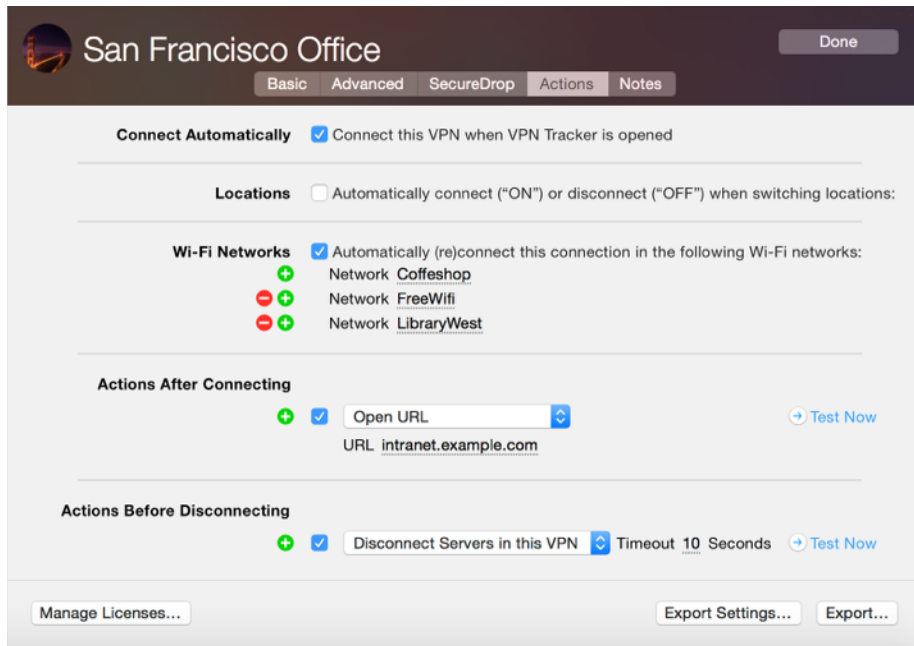 San Francisco Office
Done
Basic Advanced SecureDrop Actions Notes
Connect Automatically Connect this VPN when VPN Tracker is opened
Locations Automatically connect (“ON”) or disconnect (“OFF”) when switching locations:
Wi-Fi Networks Automatically (re)connect this connection in the following Wi-Fi networks:
Network Coffeshop
Network FreeWifi
Network LibraryWest
Actions After Connecting
Open URL Test Now
URL intranet.example.com
Actions Before Disconnecting
Disconnect Servers in this VPN Timeout 10 Seconds Test Now
Manage Licenses... Export Settings... Export...